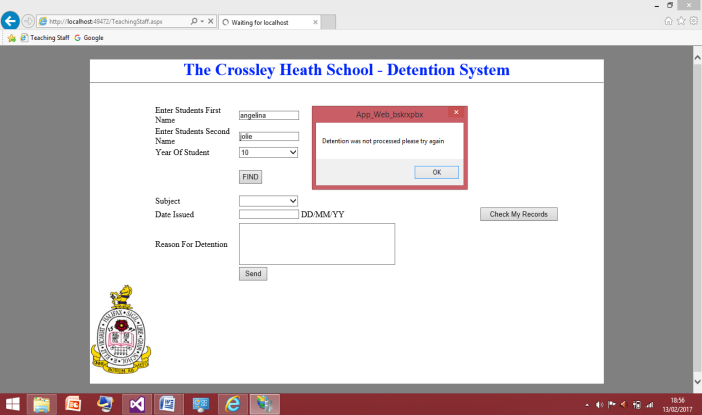 http://localhost:49472/TeachingStaff.aspx
Waiting for localhost
Teaching Staff
Google
The Crossley Heath School - Detention System
Enter Students First
Name
angelina
Enter Students Second
Name
jolie
Year Of Student
10
FIND
App_Web_bskrxpbx
Detention was not processed please try again
OK
Subject
Date Issued
DD/MM/YY
Check My Records
Reason For Detention
Send
18:56
13/02/2017